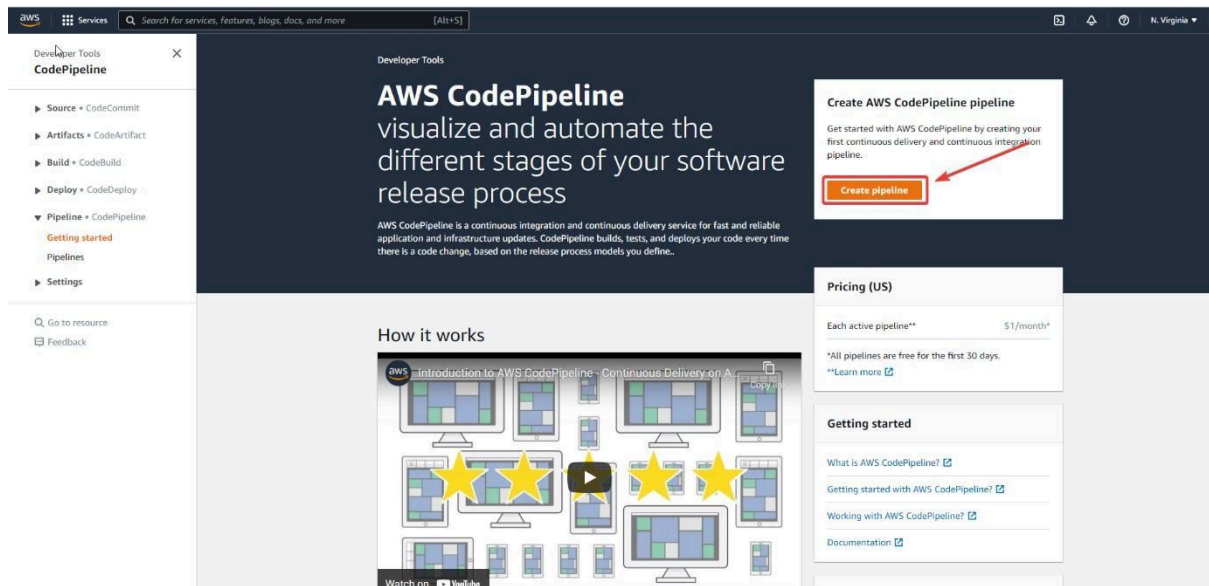 aws
Services
Search for services, features, blogs, docs, and more
[Alt+S]
N. Virginia
Developer Tools
CodePipeline
Source • CodeCommit
Artifacts • CodeArtifact
Build • CodeBuild
Deploy • CodeDeploy
Pipeline • CodePipeline
Getting started
Pipelines
Settings
Go to resource
Feedback
Developer Tools
AWS CodePipeline
visualize and automate the
different stages of your software
release process
AWS CodePipeline is a continuous integration and continuous delivery service for fast and reliable
application and infrastructure updates. CodePipeline builds, tests, and deploys your code every time
there is a code change, based on the release process models you define..
Create AWS CodePipeline pipeline
Get started with AWS CodePipeline by creating your
first continuous delivery and continuous integration
pipeline.
Create pipeline
Pricing (US)
Each active pipeline** $1/month*
*All pipelines are free for the first 30 days.
**Learn more
Getting started
What is AWS CodePipeline?
Getting started with AWS CodePipeline?
Working with AWS CodePipeline?
Documentation
How it works
aws
Introduction to AWS CodePipeline - Continuous Delivery on A...
Copy
Watch on YouTube